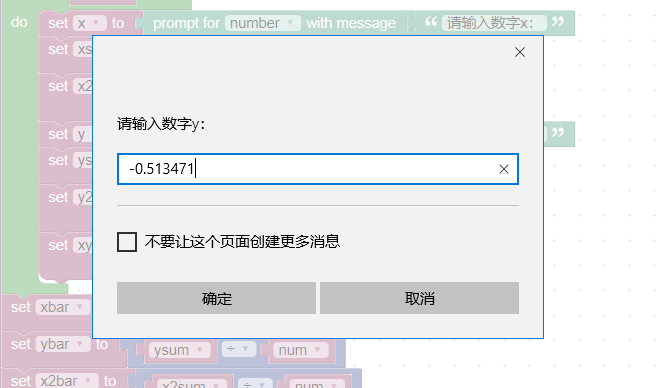 do set x to prompt for number with message “ 请输入数字x: ”
set xs
set x2
请输入数字y:
set y ”
-0.513471
set ys
set y2
不要让这个页面创建更多消息
set xy
确定 取消
set xbar
set ybar to ysum ÷ num
set x2bar to x2sum ÷ num